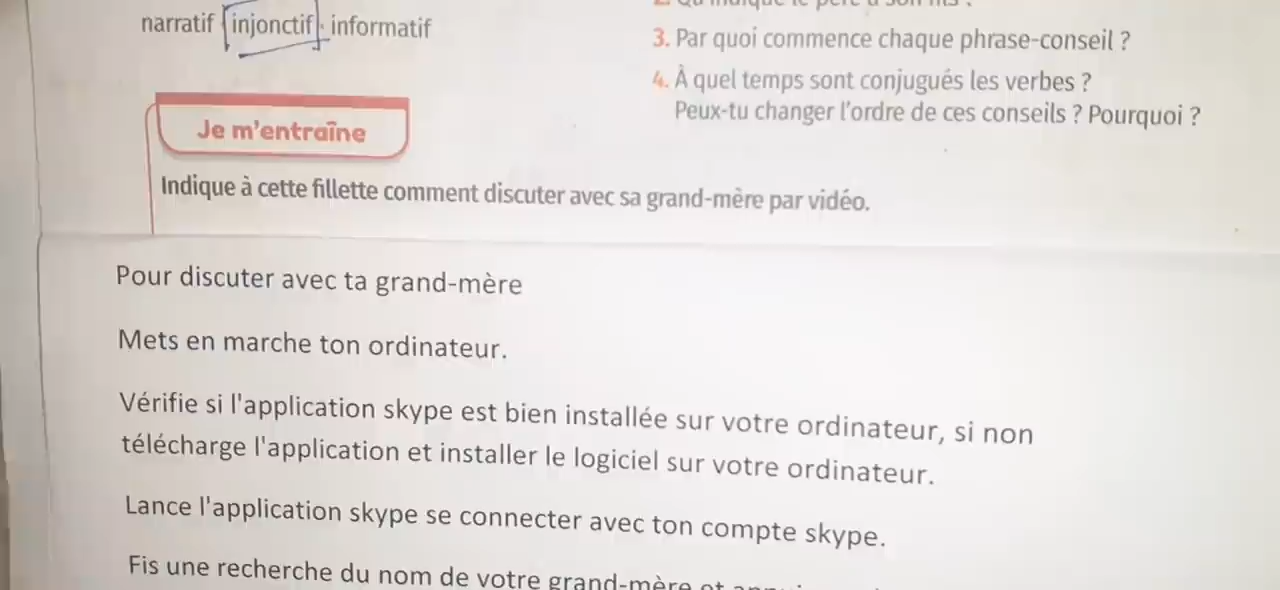 narratif injonctif - informatif
3. Par quoi commence chaque phrase-conseil ?
4. À quel temps sont conjugués les verbes ?
Peux-tu changer l'ordre de ces conseils ? Pourquoi ?
Je m'entraîne
Indique à cette fillette comment discuter avec sa grand-mère par vidéo.
Pour discuter avec ta grand-mère
Mets en marche ton ordinateur.
Vérifie si l'application skype est bien installée sur votre ordinateur, si non
télécharge l'application et installer le logiciel sur votre ordinateur.
Lance l'application skype se connecter avec ton compte skype.
Fis une recherche du nom de votre grand-mère et